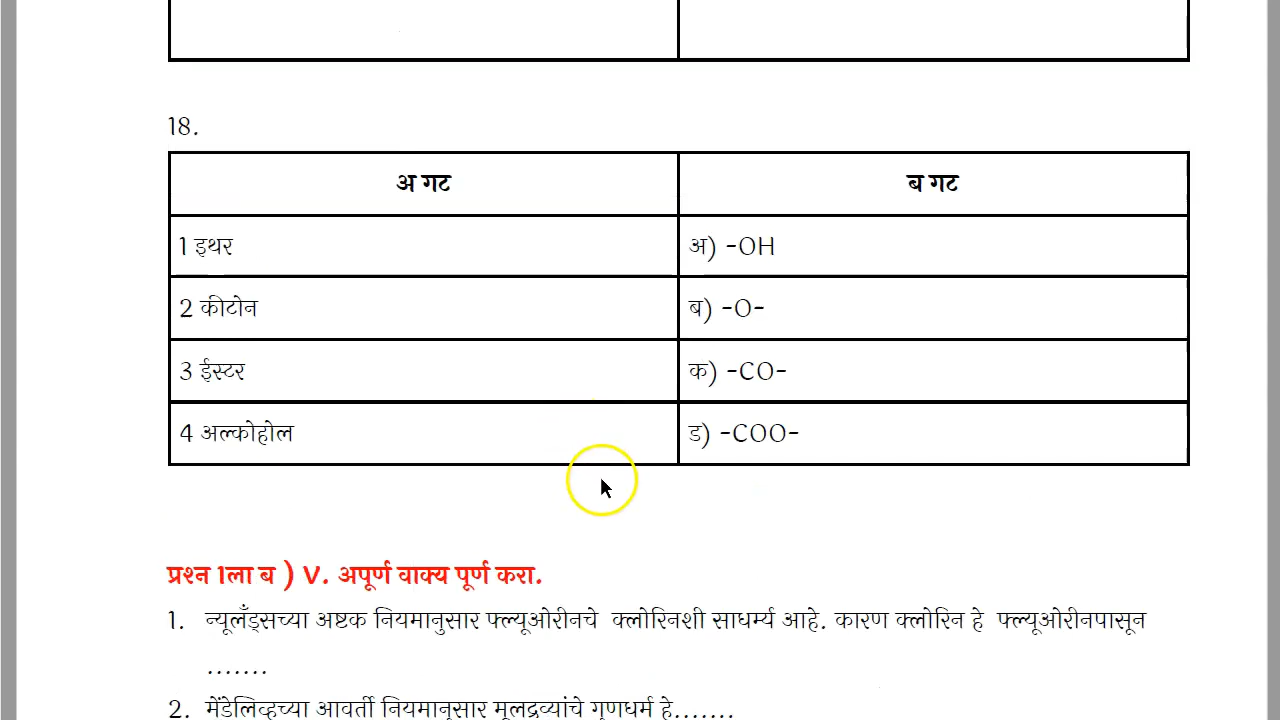 18.
अ गट ब गट
1 इथर अ) -OH
2 कीटोन ब) -O-
3 ईस्टर क) -CO-
4 अल्कोहोल ड) -COO-
प्रश्न 1ला ब ) V. अपूर्ण वाक्य पूर्ण करा.
1. न्यूलँड्सच्या अष्टक नियमानुसार फ्ल्यूओरीनचे क्लोरिनशी साधर्म्य आहे. कारण क्लोरिन हे फ्ल्यूओरीनपासून
.......
2. मेंडेलिव्हच्या आवर्ती नियमानुसार मूलद्रव्यांचे गुणधर्म हे.......